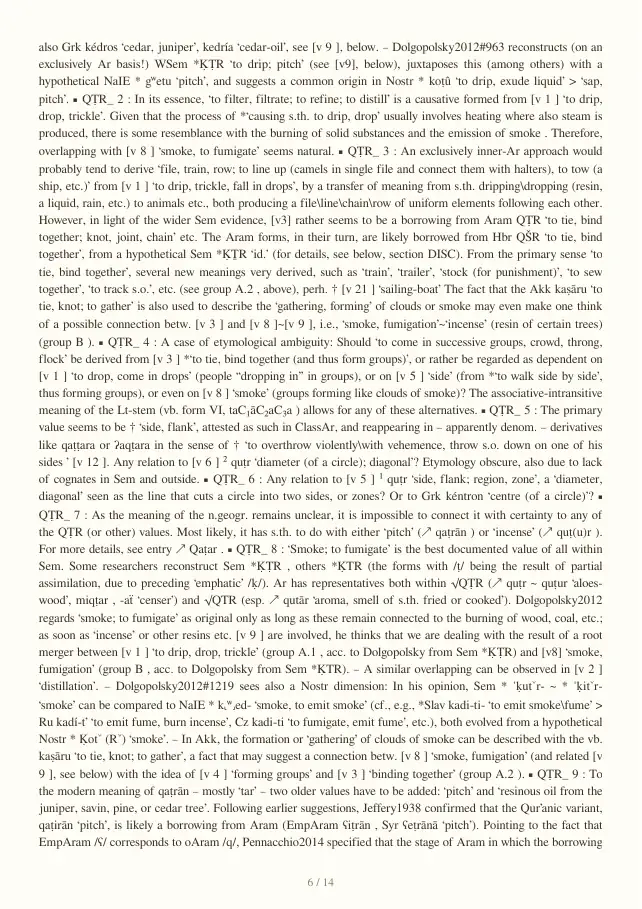 also Grk kédros ‘cedar, juniper’, kedría ‘cedar-oil’, see [v 9 ], below. – Dolgopolsky2012#963 reconstructs (on an
exclusively Ar basis!) WSem *ḲṬR ‘to drip; pitch’ (see [v9], below), juxtaposes this (among others) with a
hypothetical NaIE * gʷetu ‘pitch’, and suggests a common origin in Nostr * koṭû ‘to drip, exude liquid’ > ‘sap,
pitch’. ▪ QṬR_ 2 : In its essence, ‘to filter, filtrate; to refine; to distill’ is a causative formed from [v 1 ] ‘to drip,
drop, trickle’. Given that the process of *‘causing s.th. to drip, drop’ usually involves heating where also steam is
produced, there is some resemblance with the burning of solid substances and the emission of smoke . Therefore,
overlapping with [v 8 ] ‘smoke, to fumigate’ seems natural. ▪ QṬR_ 3 : An exclusively inner-Ar approach would
probably tend to derive ‘file, train, row; to line up (camels in single file and connect them with halters), to tow (a
ship, etc.)’ from [v 1 ] ‘to drip, trickle, fall in drops’, by a transfer of meaning from s.th. dripping\dropping (resin,
a liquid, rain, etc.) to animals etc., both producing a file\line\chain\row of uniform elements following each other.
However, in light of the wider Sem evidence, [v3] rather seems to be a borrowing from Aram QṬR ‘to tie, bind
together; knot, joint, chain’ etc. The Aram forms, in their turn, are likely borrowed from Hbr QŠR ‘to tie, bind
together’, from a hypothetical Sem *ḲṮR ‘id.’ (for details, see below, section DISC). From the primary sense ‘to
tie, bind together’, several new meanings very derived, such as ‘train’, ‘trailer’, ‘stock (for punishment)’, ‘to sew
together’, ‘to track s.o.’, etc. (see group A.2 , above), perh. † [v 21 ] ‘sailing-boat’ The fact that the Akk kaṣāru ‘to
tie, knot; to gather’ is also used to describe the ‘gathering, forming’ of clouds or smoke may even make one think
of a possible connection betw. [v 3 ] and [v 8 ]~[v 9 ], i.e., ‘smoke, fumigation’~‘incense’ (resin of certain trees)
(group B ). ▪ QṬR_ 4 : A case of etymological ambiguity: Should ‘to come in successive groups, crowd, throng,
flock’ be derived from [v 3 ] *‘to tie, bind together (and thus form groups)’, or rather be regarded as dependent on
[v 1 ] ‘to drop, come in drops’ (people “dropping in” in groups), or on [v 5 ] ‘side’ (from *‘to walk side by side’,
thus forming groups), or even on [v 8 ] ‘smoke’ (groups forming like clouds of smoke)? The associative-intransitive
meaning of the Lt-stem (vb. form VI, taC₁āC₂aC₃a ) allows for any of these alternatives. ▪ QṬR_ 5 : The primary
value seems to be † ‘side, flank’, attested as such in ClassAr, and reappearing in – apparently denom. – derivatives
like qaṭṭara or ʔaqṭara in the sense of † ‘to overthrow violently\with vehemence, throw s.o. down on one of his
sides ’ [v 12 ]. Any relation to [v 6 ] ² quṭr ‘diameter (of a circle); diagonal’? Etymology obscure, also due to lack
of cognates in Sem and outside. ▪ QṬR_ 6 : Any relation to [v 5 ] ¹ quṭr ‘side, flank; region, zone’, a ‘diameter,
diagonal’ seen as the line that cuts a circle into two sides, or zones? Or to Grk kéntron ‘centre (of a circle)’? ▪
QṬR_ 7 : As the meaning of the n.geogr. remains unclear, it is impossible to connect it with certainty to any of
the QṬR (or other) values. Most likely, it has s.th. to do with either ‘pitch’ (↗ qaṭrān ) or ‘incense’ (↗ quṭ(u)r ).
For more details, see entry ↗ Qaṭar . ▪ QṬR_ 8 : ‘Smoke; to fumigate’ is the best documented value of all within
Sem. Some researchers reconstruct Sem *ḲṬR , others *ḲTR (the forms with /ṭ/ being the result of partial
assimilation, due to preceding ‘emphatic’ /ḳ/). Ar has representatives both within √QṬR (↗ quṭr ~ quṭur ‘aloes-
wood’, miqṭar , -aẗ ‘censer’) and √QTR (esp. ↗ qutār ‘aroma, smell of s.th. fried or cooked’). Dolgopolsky2012
regards ‘smoke; to fumigate’ as original only as long as these remain connected to the burning of wood, coal, etc.;
as soon as ‘incense’ or other resins etc. [v 9 ] are involved, he thinks that we are dealing with the result of a root
merger between [v 1 ] ‘to drip, drop, trickle’ (group A.1 , acc. to Dolgopolsky from Sem *ḲṬR) and [v8] ‘smoke,
fumigation’ (group B , acc. to Dolgopolsky from Sem *ḲTR). – A similar overlapping can be observed in [v 2 ]
‘distillation’. – Dolgopolsky2012#1219 sees also a Nostr dimension: In his opinion, Sem * ˈḳutˇr- ~ * ˈḳitˇr-
‘smoke’ can be compared to NaIE * k₍ʷ₎ed- ‘smoke, to emit smoke’ (cf., e.g., *Slav kadi-ti- ‘to emit smoke\fume’ >
Ru kadí-t’ ‘to emit fume, burn incense’, Cz kadi-ti ‘to fumigate, emit fume’, etc.), both evolved from a hypothetical
Nostr * Ḳotˇ (Rˇ) ‘smoke’. – In Akk, the formation or ‘gathering’ of clouds of smoke can be described with the vb.
kaṣāru ‘to tie, knot; to gather’, a fact that may suggest a connection betw. [v 8 ] ‘smoke, fumigation’ (and related [v
9 ], see below) with the idea of [v 4 ] ‘forming groups’ and [v 3 ] ‘binding together’ (group A.2 ). ▪ QṬR_ 9 : To
the modern meaning of qaṭrān – mostly ‘tar’ – two older values have to be added: ‘pitch’ and ‘resinous oil from the
juniper, savin, pine, or cedar tree’. Following earlier suggestions, Jeffery1938 confirmed that the Qurʾanic variant,
qaṭirān ‘pitch’, is likely a borrowing from Aram (EmpAram ʕiṭrān , Syr ʕeṭrānā ‘pitch’). Pointing to the fact that
EmpAram /ʕ/ corresponds to oAram /q/, Pennacchio2014 specified that the stage of Aram in which the borrowing
6 / 14